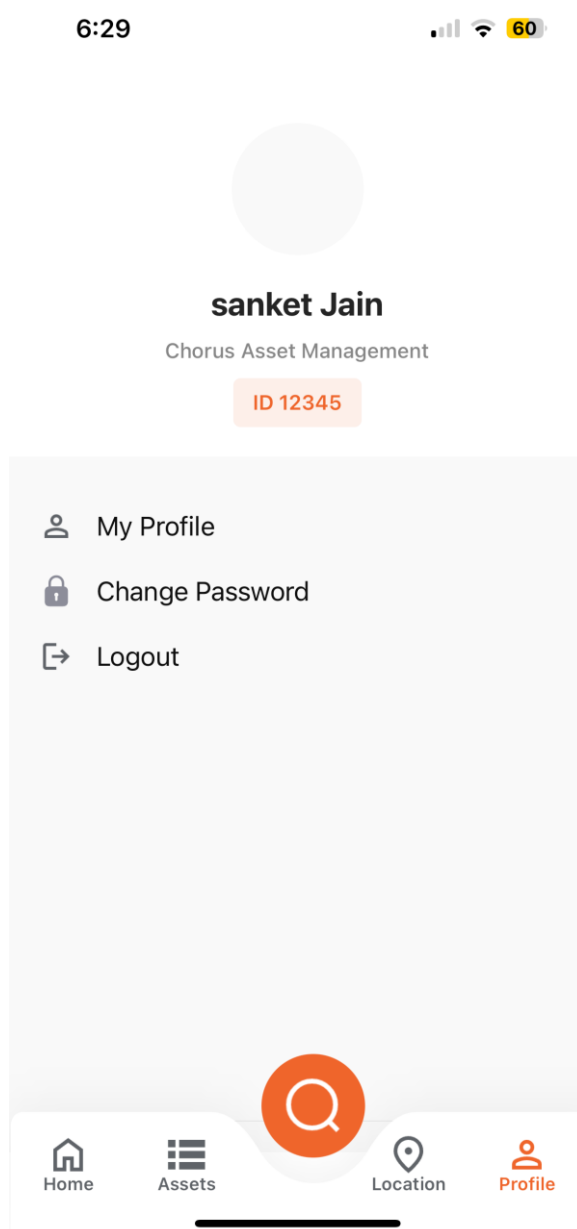 6:29
60
sanket Jain
Chorus Asset Management
ID 12345
My Profile
Change Password
Logout
Home
Assets
Location
Profile